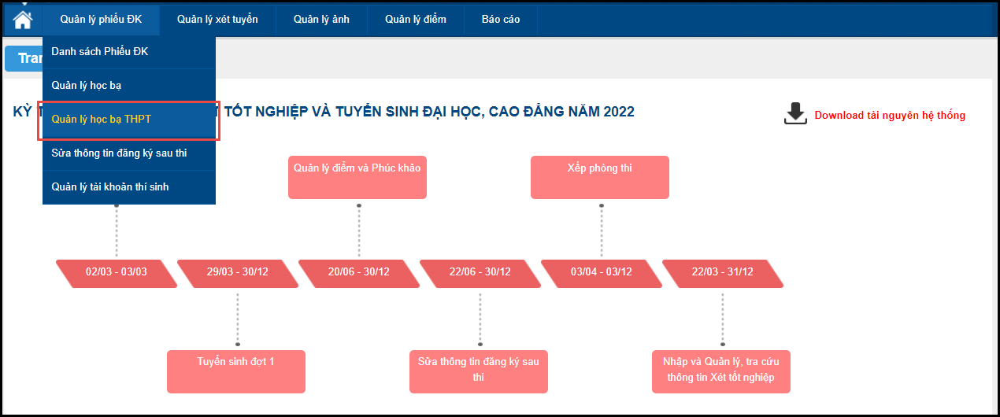 Quản lý phiếu ĐK
Quản lý xét tuyển
Quản lý ảnh
Quản lý điểm
Báo cáo
Danh sách Phiếu ĐK
Quản lý học bạ
Quản lý học bạ THPT
Sửa thông tin đăng ký sau thi
Quản lý tài khoản thí sinh
KỲ T TỐT NGHIỆP VÀ TUYỂN SINH ĐẠI HỌC, CAO ĐẲNG NĂM 2022
Download tài nguyên hệ thống
Quản lý điểm và Phúc khảo
Xếp phòng thi
02/03 - 03/03
29/03 - 30/12
20/06 - 30/12
22/06 - 30/12
03/04 - 03/12
22/03 - 31/12
Tuyển sinh đợt 1
Sửa thông tin đăng ký sau
thi
Nhập và Quản lý, tra cứu
thông tin Xét tốt nghiệp